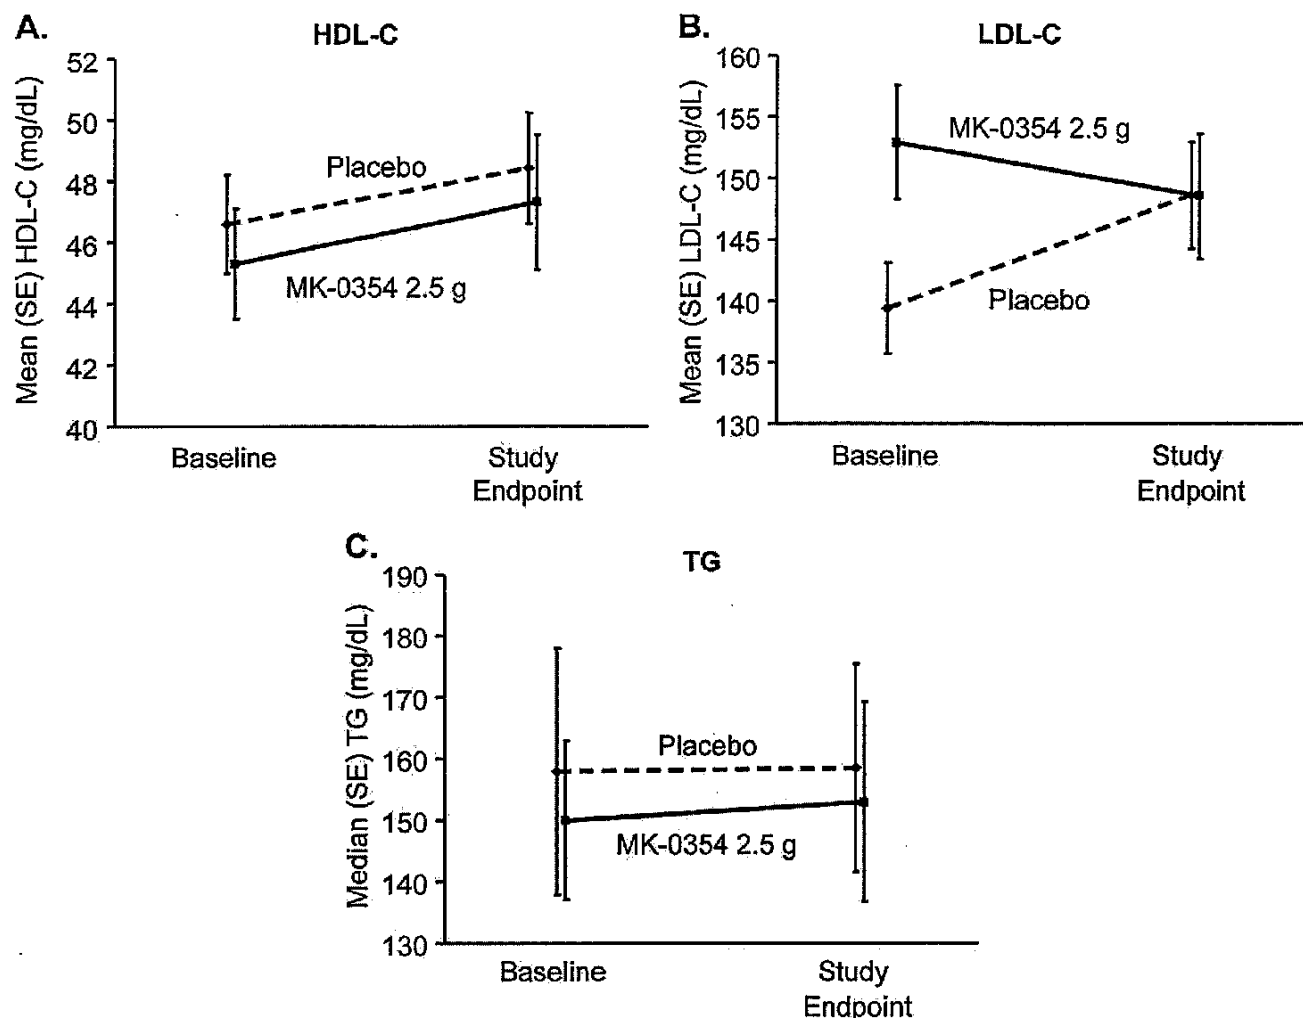 A.
HDL-C
Mean (SE) HDL-C (mg/dL)
52
50
48
46
44
42
40
Placebo
MK-0354 2.5 g
Baseline
Study
Endpoint
B.
LDL-C
Mean (SE) LDL-C (mg/dL)
160
155
150
145
140
135
130
MK-0354 2.5 g
Placebo
Baseline
Study
Endpoint
C.
TG
Median (SE) TG (mg/dL)
190
180
170
160
150
140
130
Placebo
MK-0354 2.5 g
Baseline
Study
Endpoint